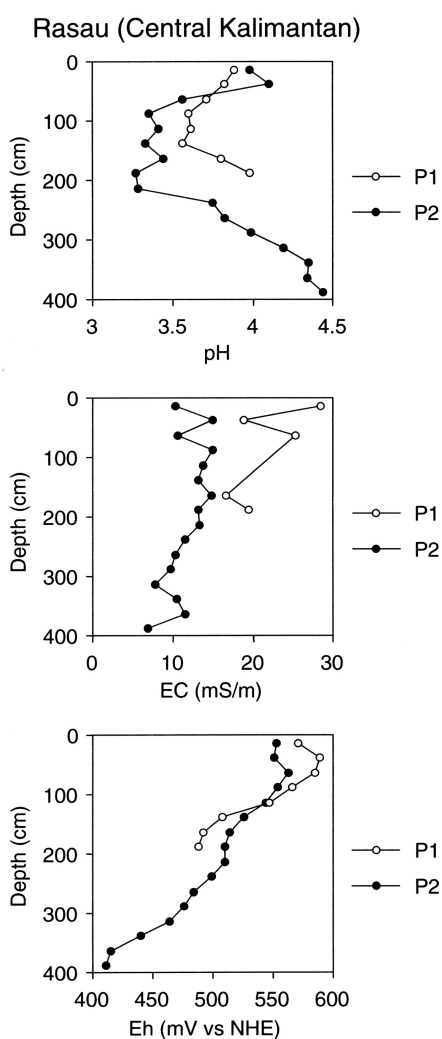 Rasau (Central Kalimantan)
0
100
200
300
400
Depth (cm)
3
3.5
4
4.5
pH
P1
P2
0
100
200
300
400
Depth (cm)
0
10
20
30
EC (mS/m)
P1
P2
0
100
200
300
400
Depth (cm)
400
450
500
550
600
Eh (mV vs NHE)
P1
P2